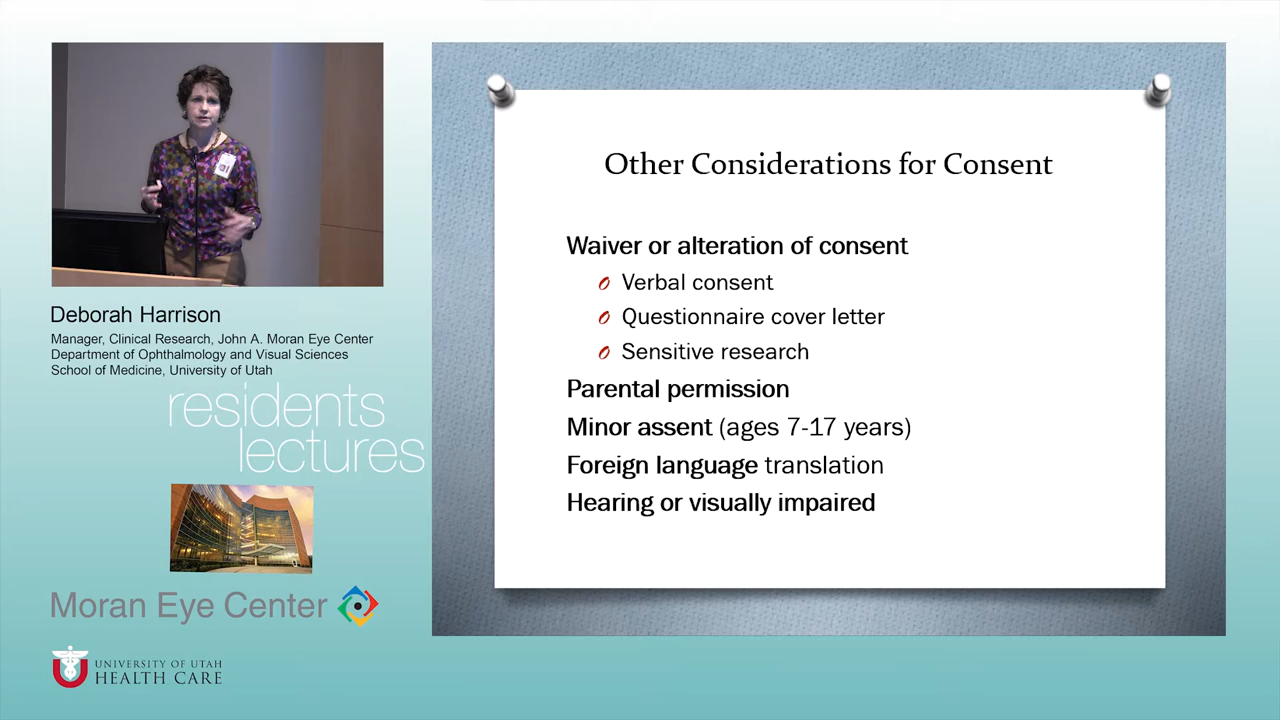 Deborah Harrison
Manager, Clinical Research, John A. Moran Eye Center
Department of Ophthalmology and Visual Sciences
School of Medicine, University of Utah
residents
lectures
Moran Eye Center
UNIVERSITY OF UTAH
HEALTH CARE
Other Considerations for Consent
Waiver or alteration of consent
Verbal consent
Questionnaire cover letter
Sensitive research
Parental permission
Minor assent (ages 7-17 years)
Foreign language translation
Hearing or visually impaired